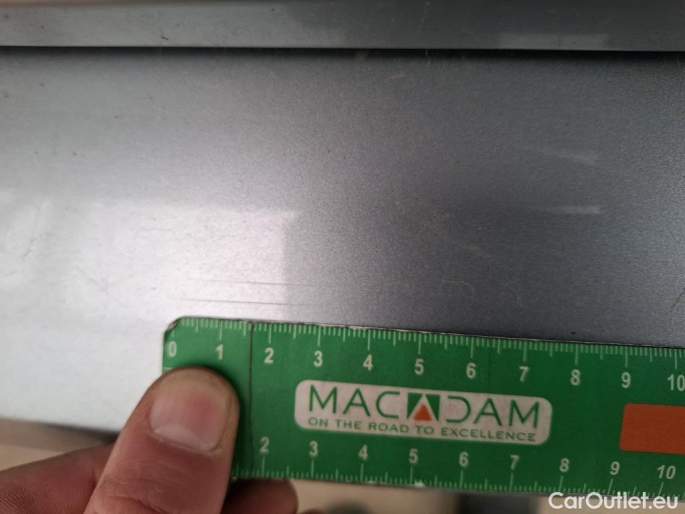 0 1 2 3 4 5 6 7 8 9 10
MACADAM
ON THE ROAD TO EXCELLENCE
2 3 4 5 6 7 8 9 10
CarOutlet.eu